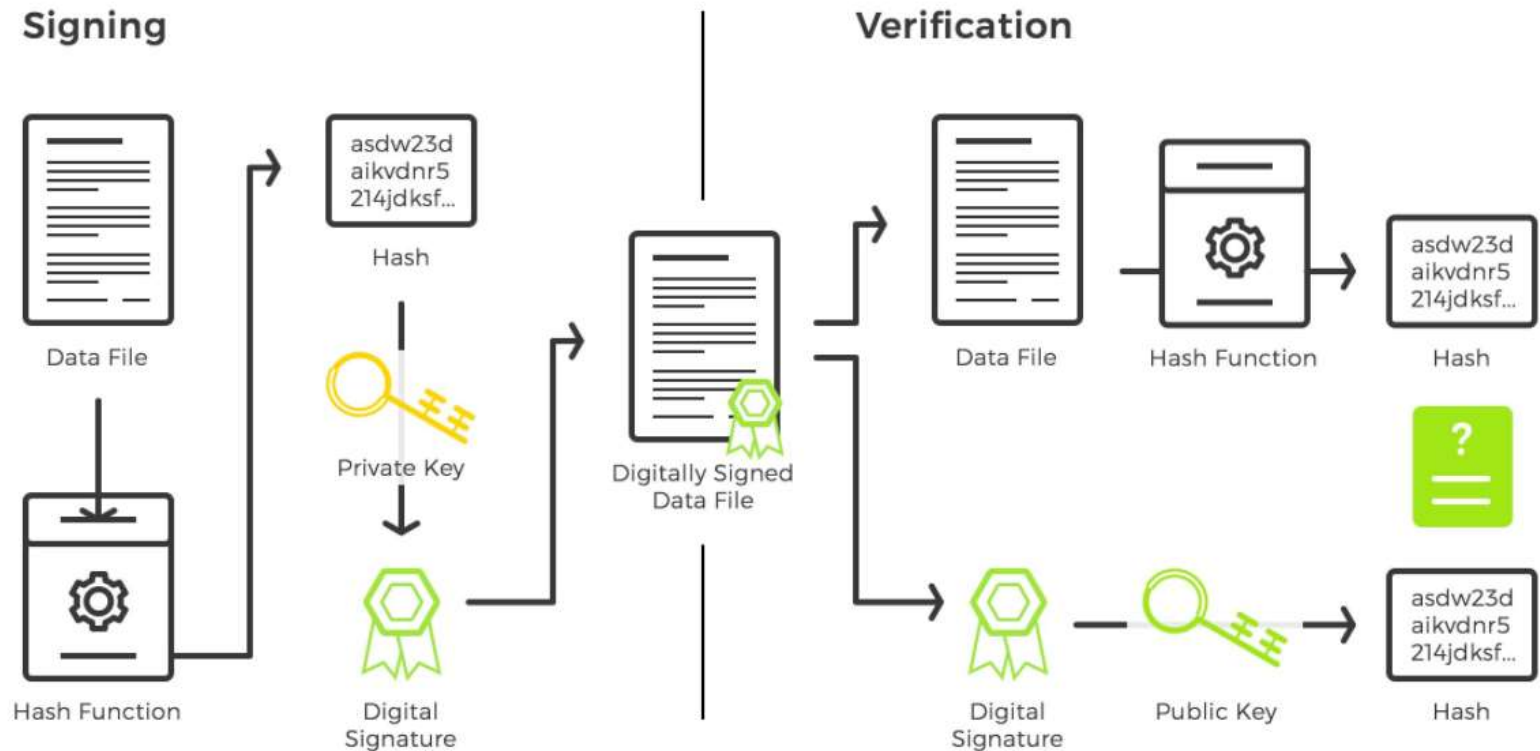 Signing
Verification
Data File
Hash Function
asdw23d
aikvdnr5
214jdksf...
Hash
Private Key
Digital
Signature
Digitally Signed
Data File
Data File
Hash Function
asdw23d
aikvdnr5
214jdksf...
Hash
?
Digital
Signature
Public Key
asdw23d
aikvdnr5
214jdksf...
Hash